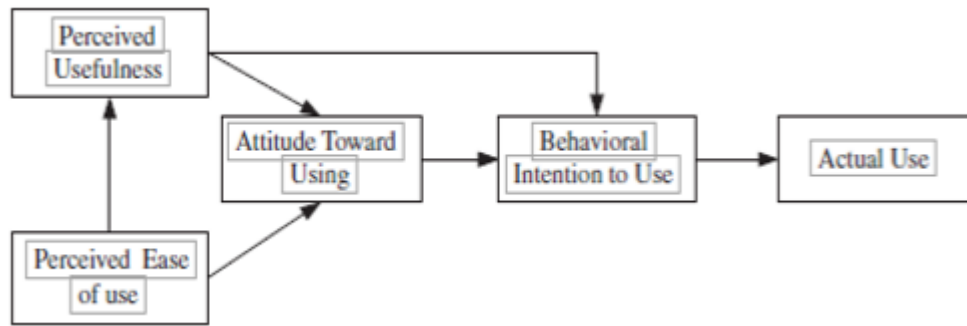 Perceived
Usefulness
Attitude Toward
Using
Behavioral
Intention to Use
Actual Use
Perceived Ease
of use